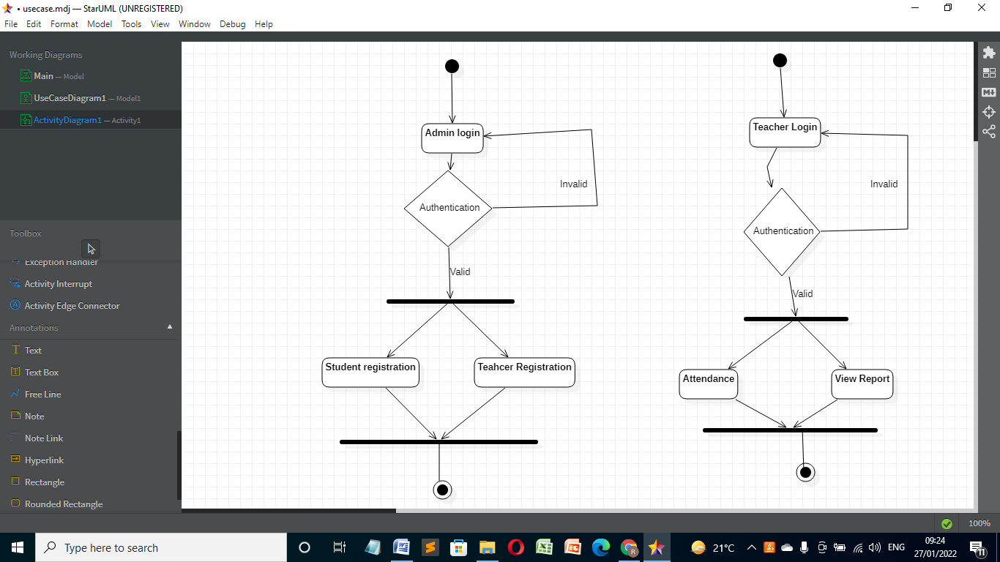 • usecase.mdj — StarUML (UNREGISTERED)
File Edit Format Model Tools View Window Debug Help
Working Diagrams
Main — Model
UseCaseDiagram1 — Model1
ActivityDiagram1 — Activity1
Toolbox
Exception Handler
Activity Interrupt
Activity Edge Connector
Annotations
Text
Text Box
Free Line
Note
Note Link
Hyperlink
Rectangle
Rounded Rectangle
Admin login
Invalid
Authentication
Valid
Student registration
Teahcer Registration
Teacher Login
Invalid
Authentication
Valid
Attendance
View Report
M
100%
Type here to search
R
21°C
ENG
09:24
27/01/2022
11